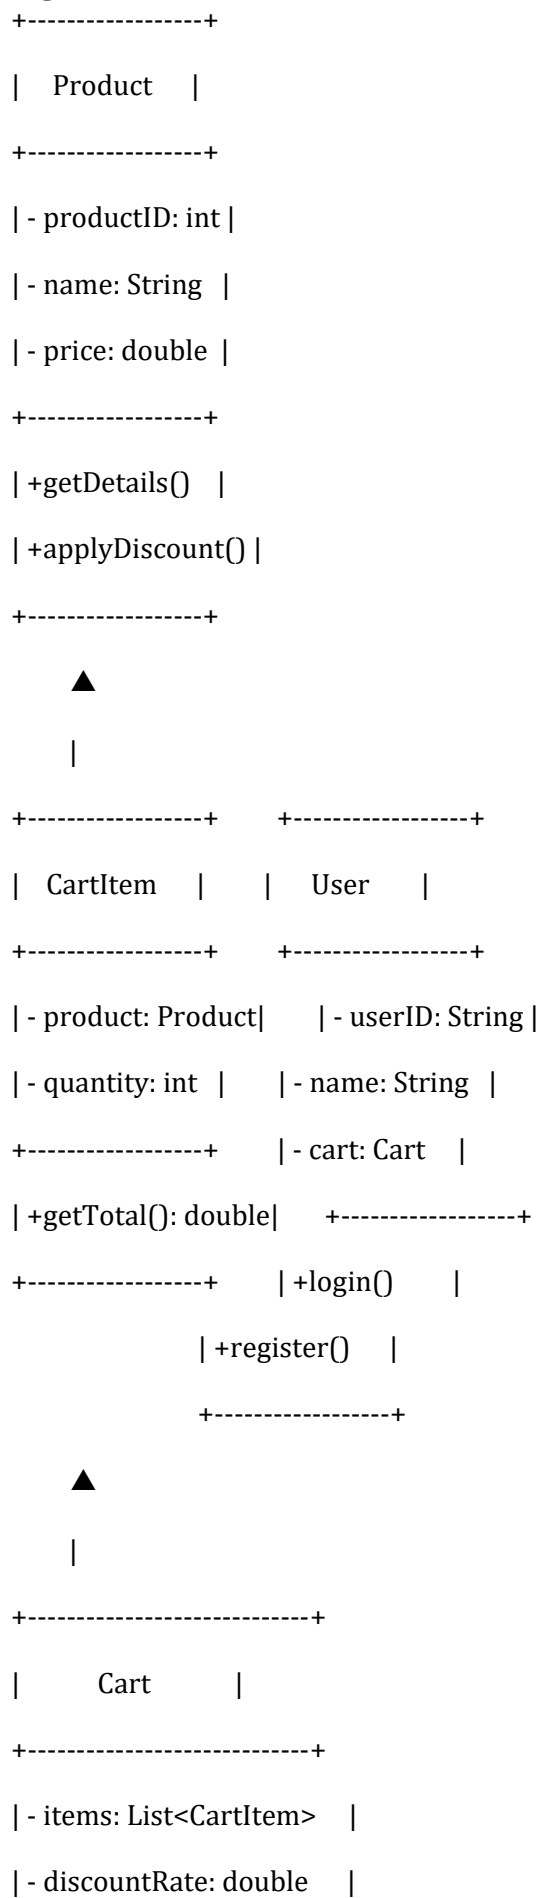 +------------------+
|    Product    |
+------------------+
| - productID: int |
| - name: String   |
| - price: double  |
+------------------+
| +getDetails()    |
| +applyDiscount() |
+------------------+
▲
|
+------------------+      +------------------+
|   CartItem    |      |    User     |
+------------------+      +------------------+
| - product: Product|      | - userID: String |
| - quantity: int   |      | - name: String   |
+------------------+      | - cart: Cart    |
| +getTotal(): double|     +------------------+
+------------------+      | +login()       |
| +register()    |
+------------------+
▲
|
+-----------------------------+
|        Cart        |
+-----------------------------+
| - items: List<CartItem>    |
| - discountRate: double    |